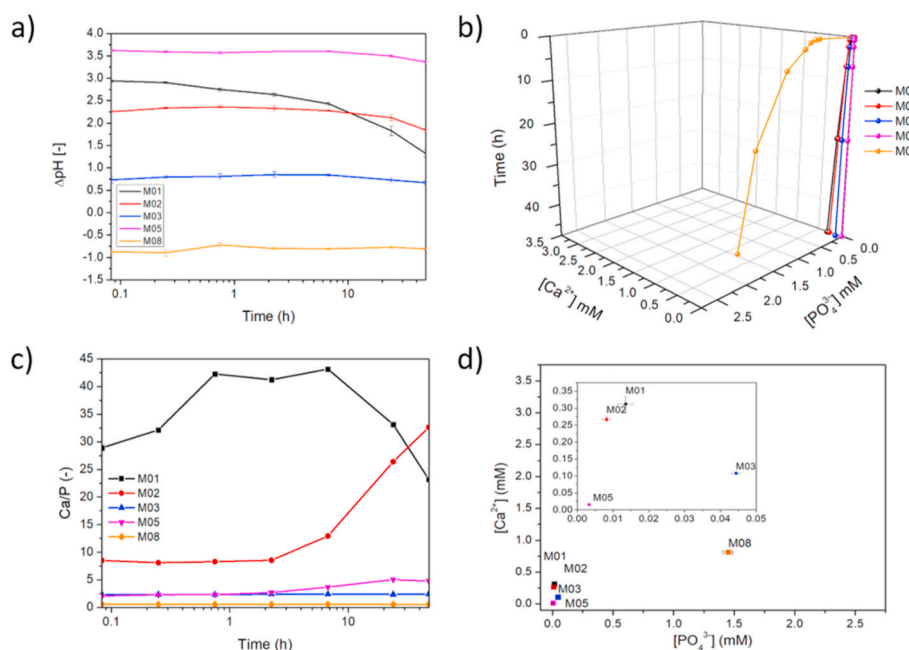 a)
4.0
3.5
3.0
2.5
2.0
1.5
1.0
0.5
0.0
-0.5
-1.0
-1.5
ΔpH [-]
M01
M02
M03
M05
M08
0.1
1
10
Time (h)
b)
0
10
20
30
40
Time (h)
3.5
3.0
2.5
2.0
1.5
1.0
0.5
0.0
[Ca²⁺] mM
2.5
2.0
1.5
1.0
0.5
0.0
[PO₄³⁻] mM
M0
M0
M0
M0
M0
c)
45
40
35
30
25
20
15
10
5
0
Ca/P (-)
M01
M02
M03
M05
M08
0.1
1
10
Time (h)
d)
3.5
3.0
2.5
2.0
1.5
1.0
0.5
0.0
[Ca²⁺] (mM)
0.35
0.30
0.25
0.20
0.15
0.10
0.05
0.00
M01
M02
M03
M05
0.00 0.01 0.02 0.03 0.04 0.05
M08
M01
M02
M03
M05
0.0 0.5 1.0 1.5 2.0 2.5
[PO₄³⁻] (mM)